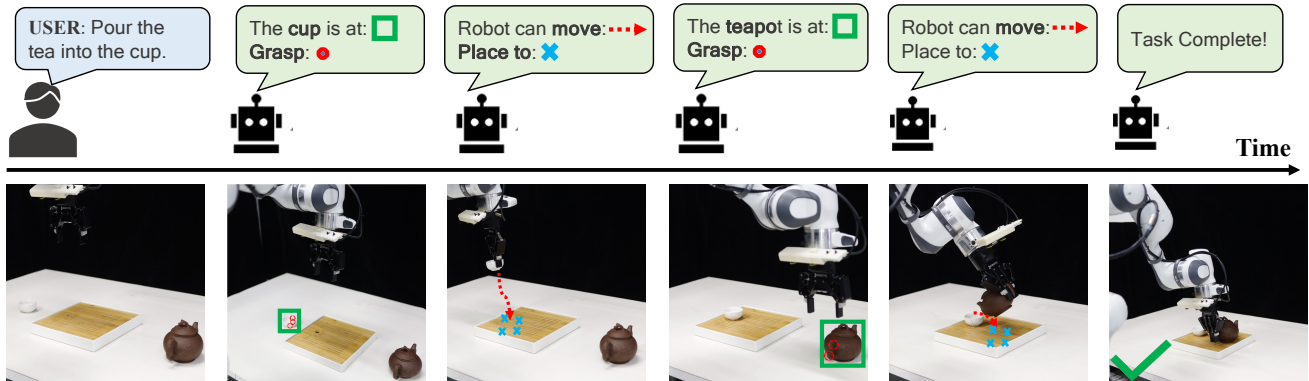 USER: Pour the
tea into the cup.
The cup is at:
Grasp:
Robot can move:
Place to:
The teapot is at:
Grasp:
Robot can move:
Place to:
Task Complete!
Time